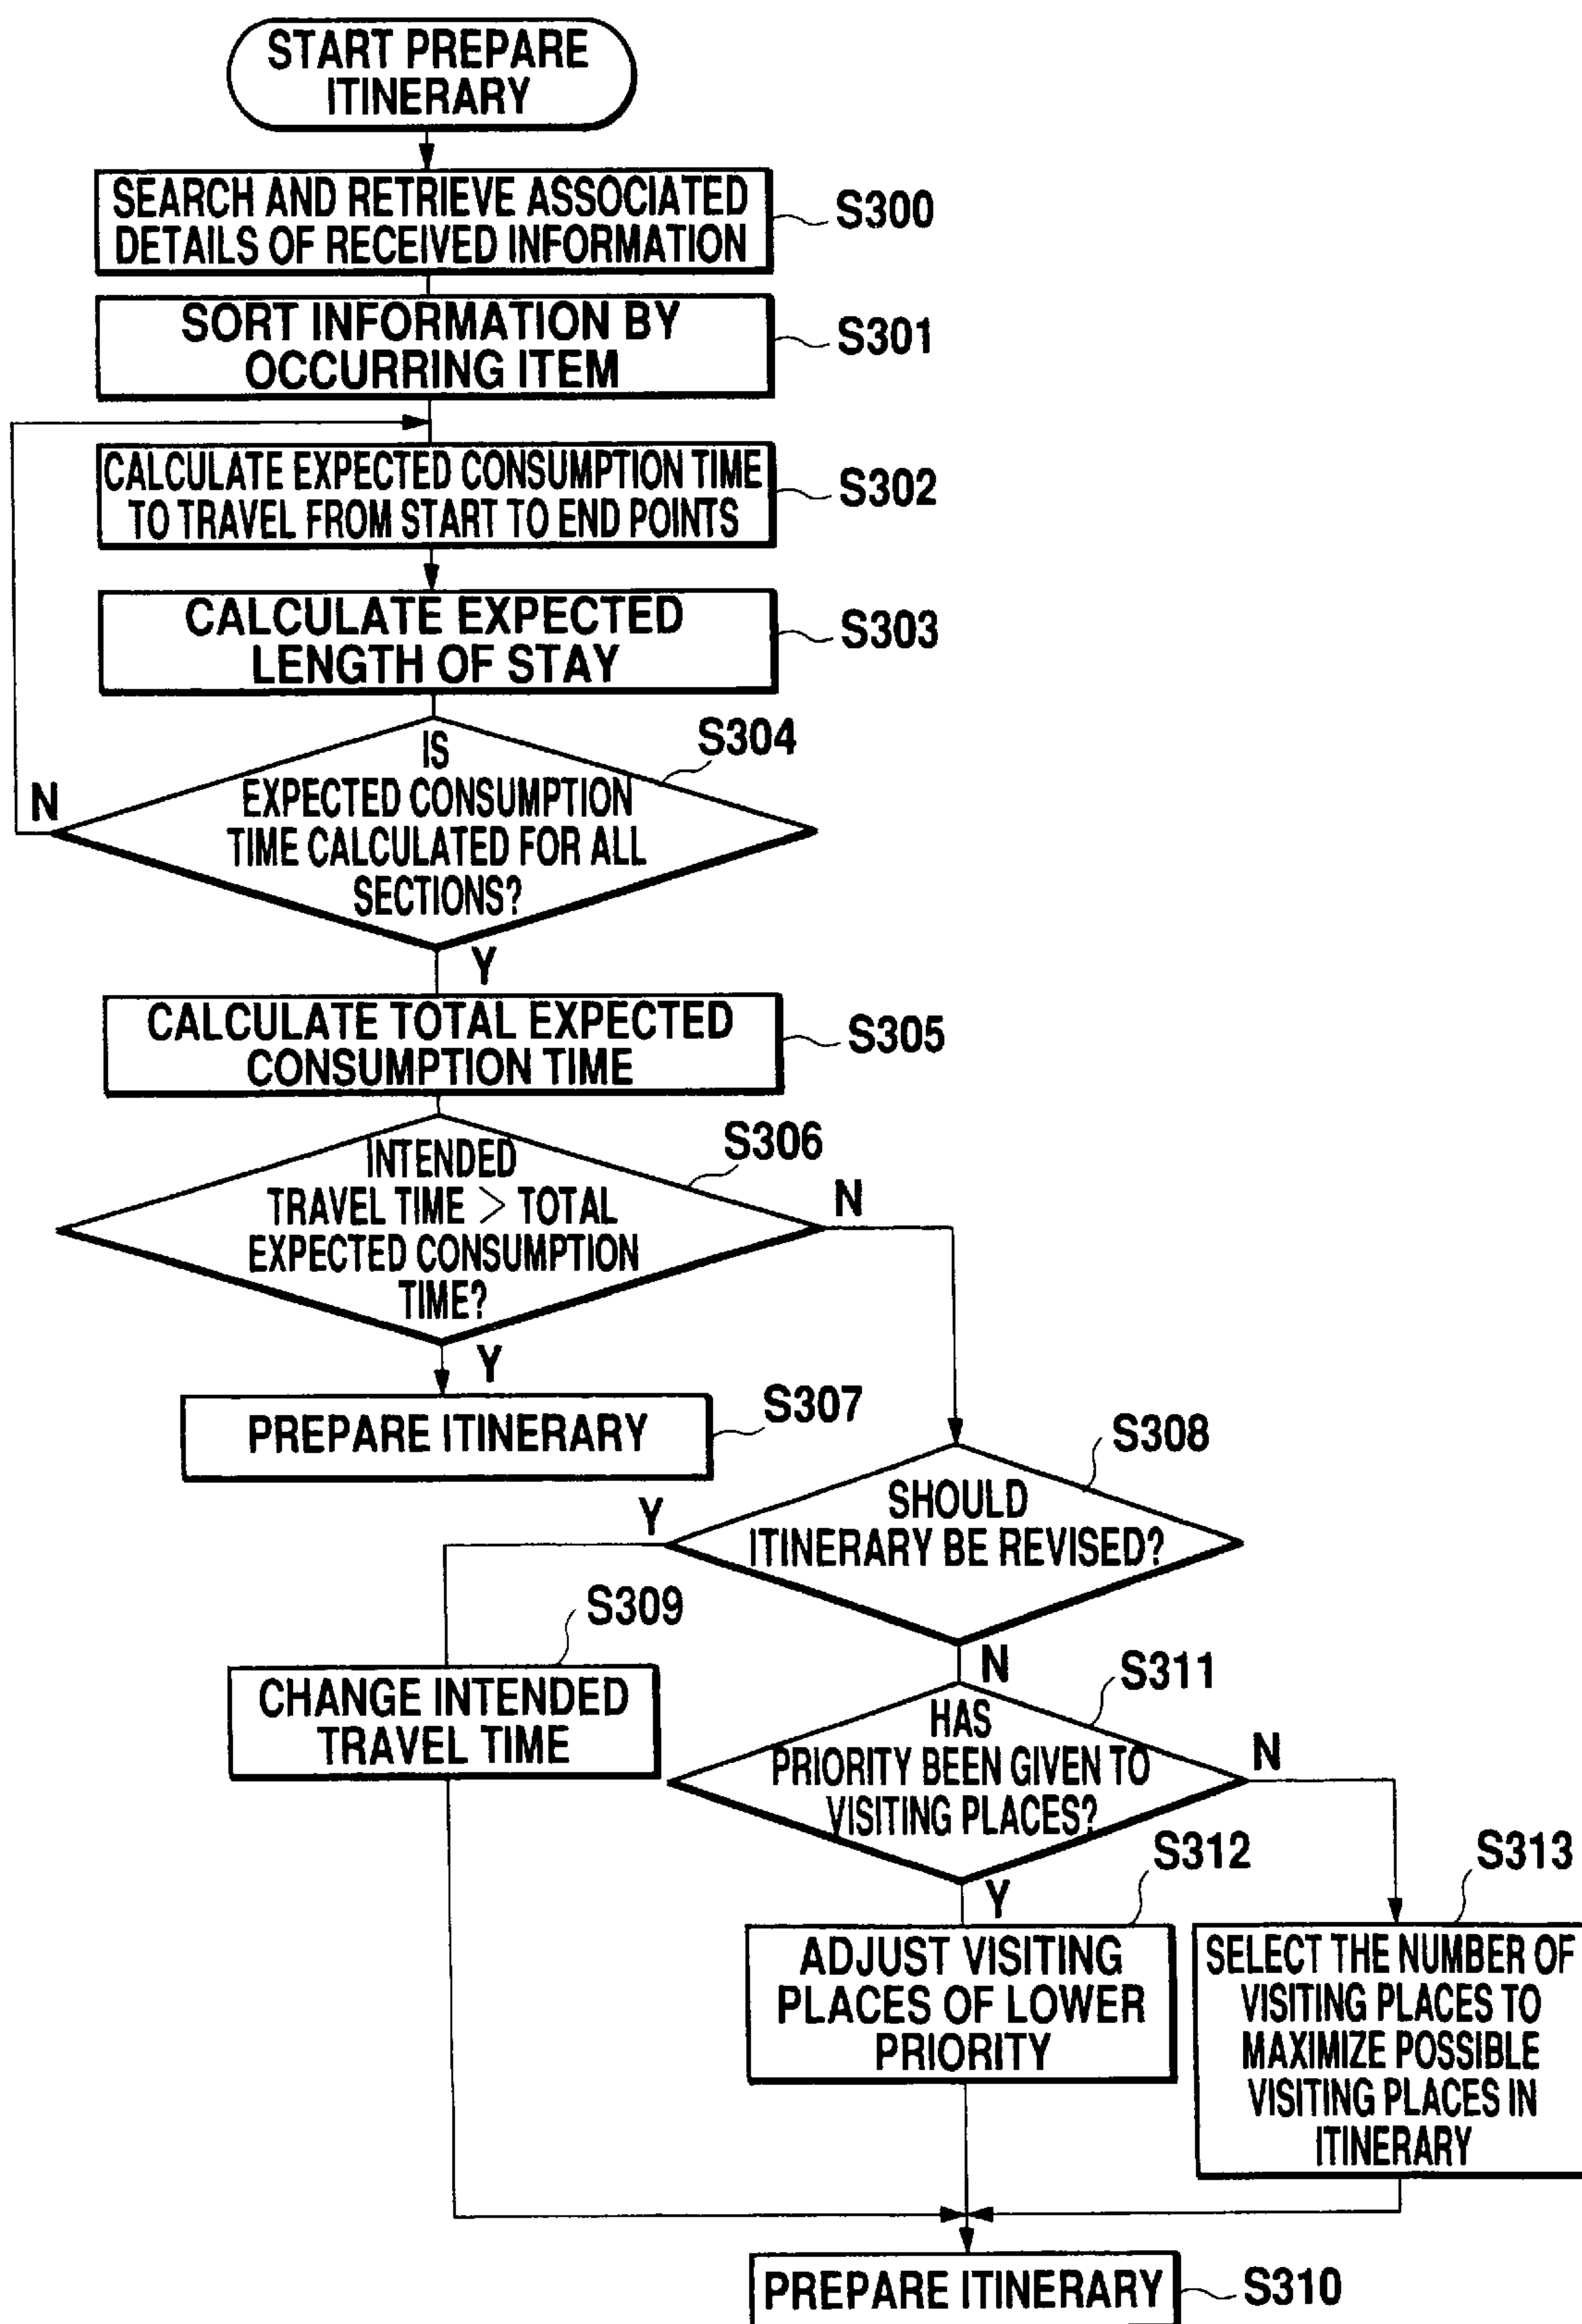 START PREPARE
ITINERARY
SEARCH AND RETRIEVE ASSOCIATED
DETAILS OF RECEIVED INFORMATION
S300
SORT INFORMATION BY
OCCURRING ITEM
S301
CALCULATE EXPECTED CONSUMPTION TIME
TO TRAVEL FROM START TO END POINTS
S302
CALCULATE EXPECTED
LENGTH OF STAY
S303
S304
IS
EXPECTED CONSUMPTION
TIME CALCULATED FOR ALL
SECTIONS?
N
Y
CALCULATE TOTAL EXPECTED
CONSUMPTION TIME
S305
S306
INTENDED
TRAVEL TIME > TOTAL
EXPECTED CONSUMPTION
TIME?
N
Y
PREPARE ITINERARY
S307
S308
SHOULD
ITINERARY BE REVISED?
Y
N
S309
CHANGE INTENDED
TRAVEL TIME
S311
HAS
PRIORITY BEEN GIVEN TO
VISITING PLACES?
N
Y
S312
ADJUST VISITING
PLACES OF LOWER
PRIORITY
S313
SELECT THE NUMBER OF
VISITING PLACES TO
MAXIMIZE POSSIBLE
VISITING PLACES IN
ITINERARY
PREPARE ITINERARY
S310